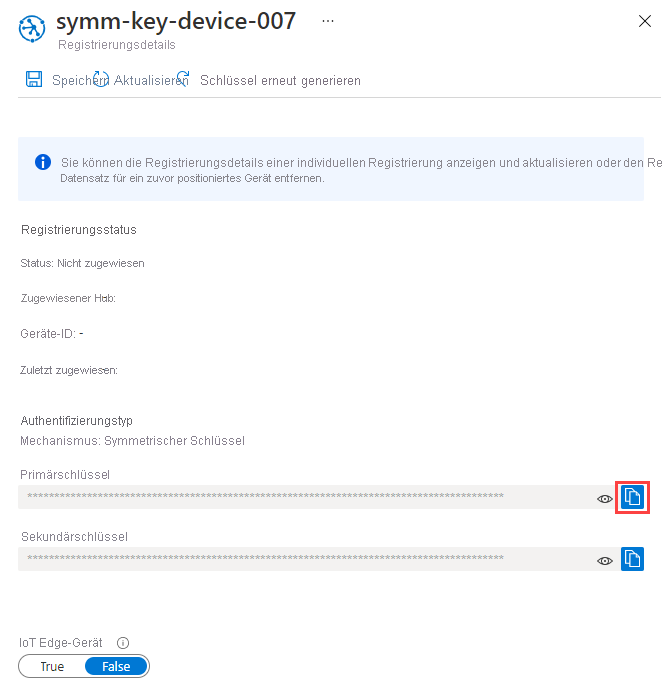 symm-key-device-007 ...
Registrierungsdetails
Speichern Aktualisieren Schlüssel erneut generieren
Sie können die Registrierungsdetails einer individuellen Registrierung anzeigen und aktualisieren oder den Re
Datensatz für ein zuvor positioniertes Gerät entfernen.
Registrierungsstatus
Status: Nicht zugewiesen
Zugewiesener Hub:
Geräte-ID: -
Zuletzt zugewiesen:
Authentifizierungstyp
Mechanismus: Symmetrischer Schlüssel
Primärschlüssel
****************************************************************************************
Sekundärschlüssel
****************************************************************************************
IoT Edge-Gerät
True False